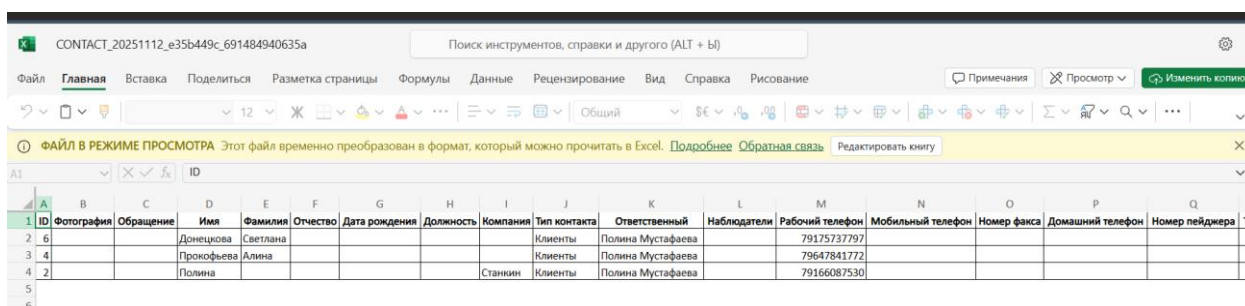 CONTACT_20251112_e35b449c_691484940635a Поиск инструментов, справки и другого (ALT + Ы)
Файл Главная Вставка Поделиться Разметка страницы Формулы Данные Рецензирование Вид Справка Рисование Примечания Просмотр Изменить копию
12 Ж Общий
ФАЙЛ В РЕЖИМЕ ПРОСМОТРА Этот файл временно преобразован в формат, который можно прочитать в Excel. Подробнее Обратная связь Редактировать книгу
A1 fx ID
A B C D E F G H I J K L M N O P Q
1 ID Фотография Обращение Имя Фамилия Отчество Дата рождения Должность Компания Тип контакта Ответственный Наблюдатели Рабочий телефон Мобильный телефон Номер факса Домашний телефон Номер пейджера
2 6 Донецкова Светлана Клиенты Полина Мустафаева 79175737797
3 4 Прокофьева Алина Клиенты Полина Мустафаева 79647841772
4 2 Полина Станкин Клиенты Полина Мустафаева 79166087530
5
6